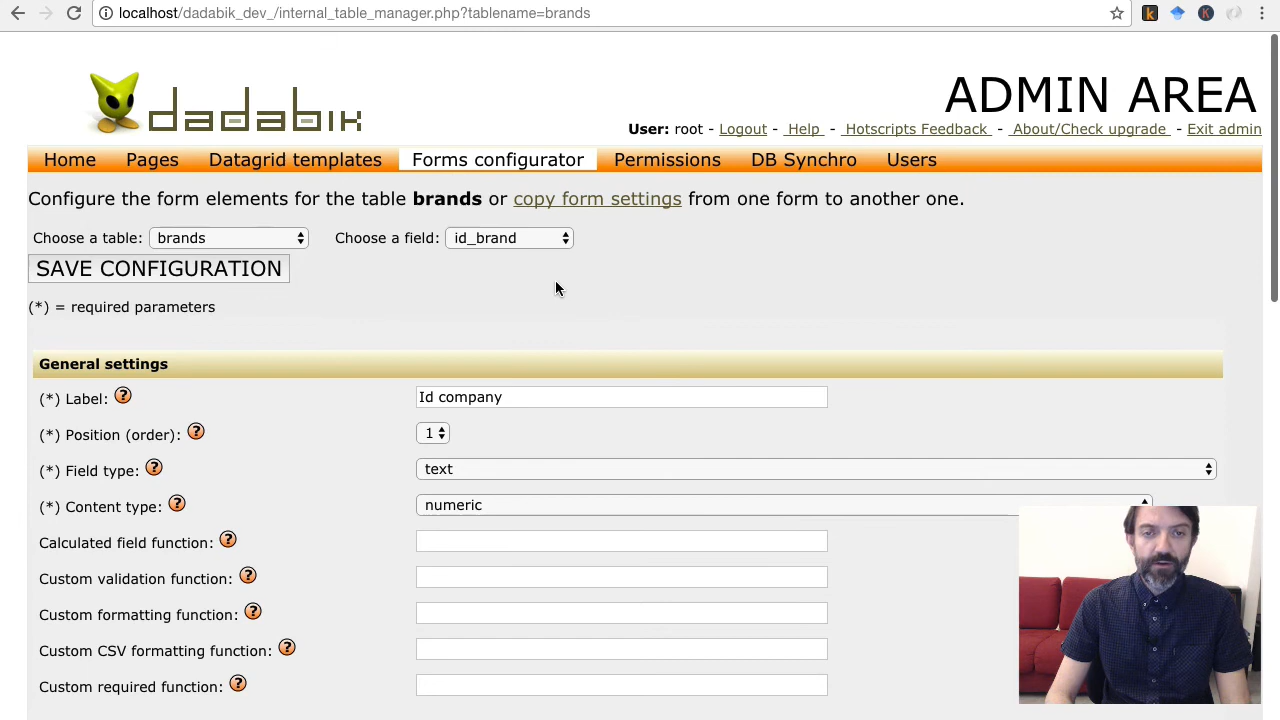 localhost/dadabik_dev_/internal_table_manager.php?tablename=brands
dadabik
ADMIN AREA
User: root - Logout - Help - Hotscripts Feedback - About/Check upgrade - Exit admin
Home Pages Datagrid templates Forms configurator Permissions DB Synchro Users
Configure the form elements for the table brands or copy form settings from one form to another one.
Choose a table: brands Choose a field: id_brand
SAVE CONFIGURATION
(*) = required parameters
General settings
(*) Label: ? Id company
(*) Position (order): ? 1
(*) Field type: ? text
(*) Content type: ? numeric
Calculated field function: ?
Custom validation function: ?
Custom formatting function: ?
Custom CSV formatting function: ?
Custom required function: ?